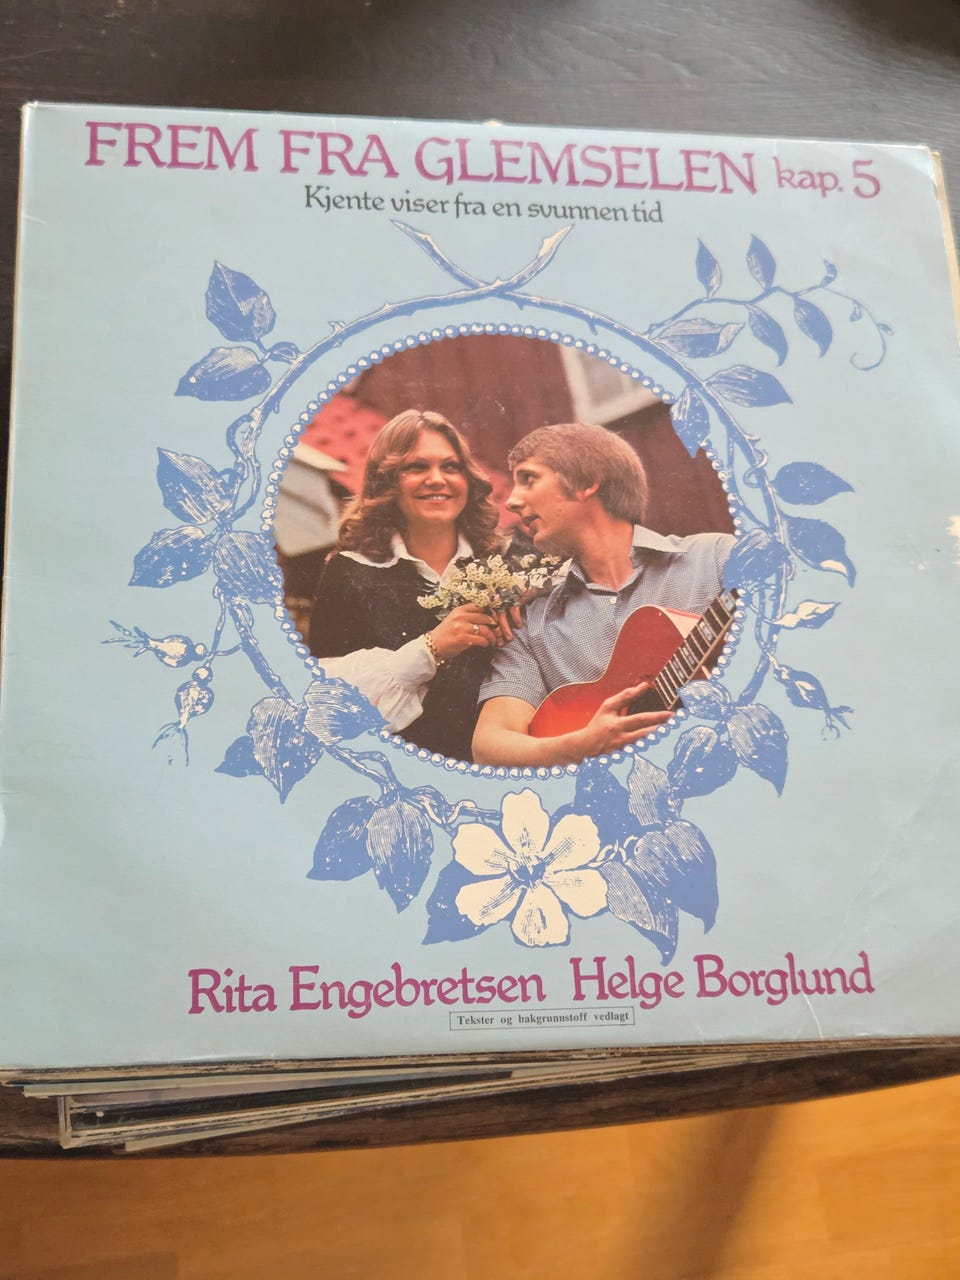 FREM FRA GLEMSELEN kap. 5
Kjente viser fra en svunnen tid
Rita Engebretsen Helge Borglund
Tekster og bakgrunnstoff vedlagt